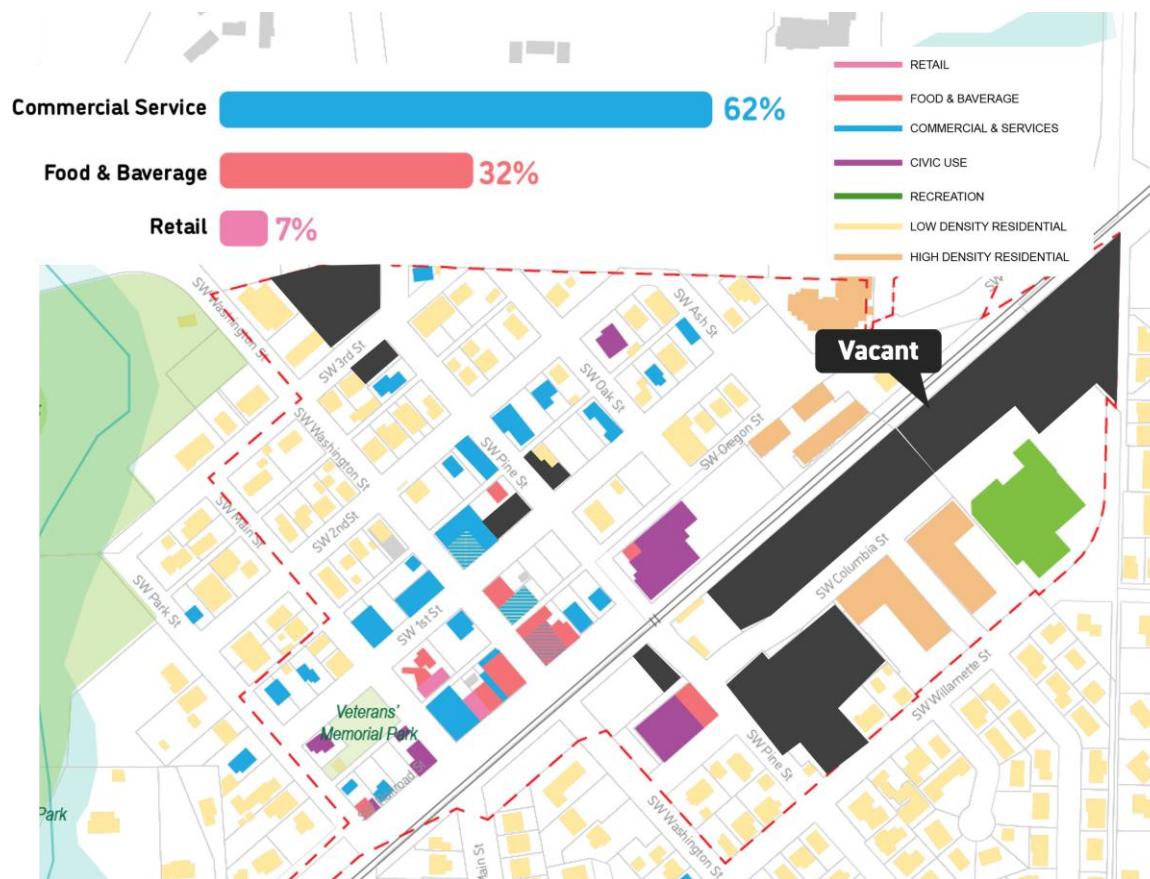 Commercial Service
62%
Food & Baverage
32%
Retail
7%
RETAIL
FOOD & BAVERAGE
COMMERCIAL & SERVICES
CIVIC USE
RECREATION
LOW DENSITY RESIDENTIAL
HIGH DENSITY RESIDENTIAL
SW
SW Washington St
SW 3rd St
SW Ash St
Vacant
SW Oak St
SW Oregon St
SW Washington St
SW Pine St
SW 2nd St
SW Main St
SW Park St
SW Columbia St
SW 1st St
SW Willamette St
Veterans'
Memorial Park
SW Pine St
Park
SW Washington St
Main St